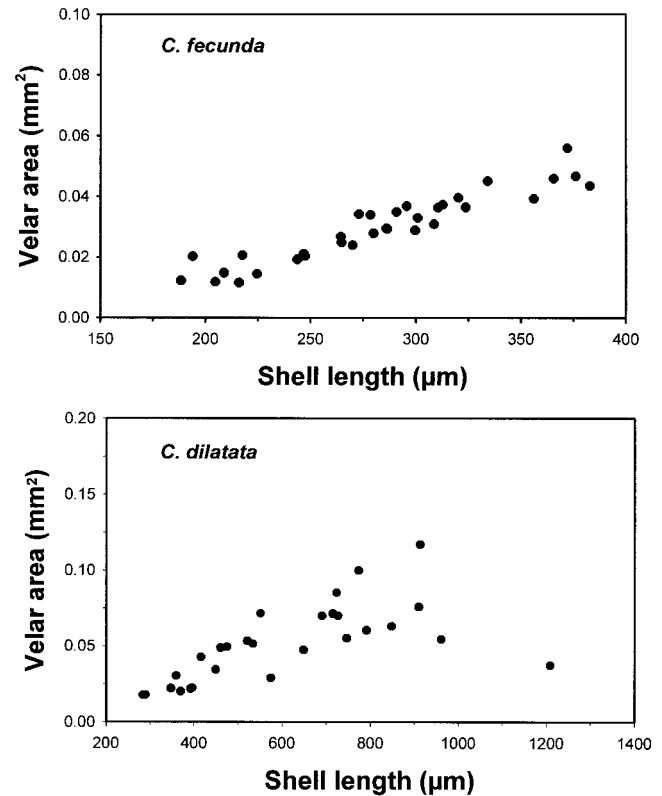 0.10
C. fecunda
0.08
0.06
0.04
0.02
0.00
Velar area (mm²)
150 200 250 300 350 400
Shell length (µm)
0.20
C. dilatata
0.15
0.10
0.05
0.00
Velar area (mm²)
200 400 600 800 1000 1200 1400
Shell length (µm)